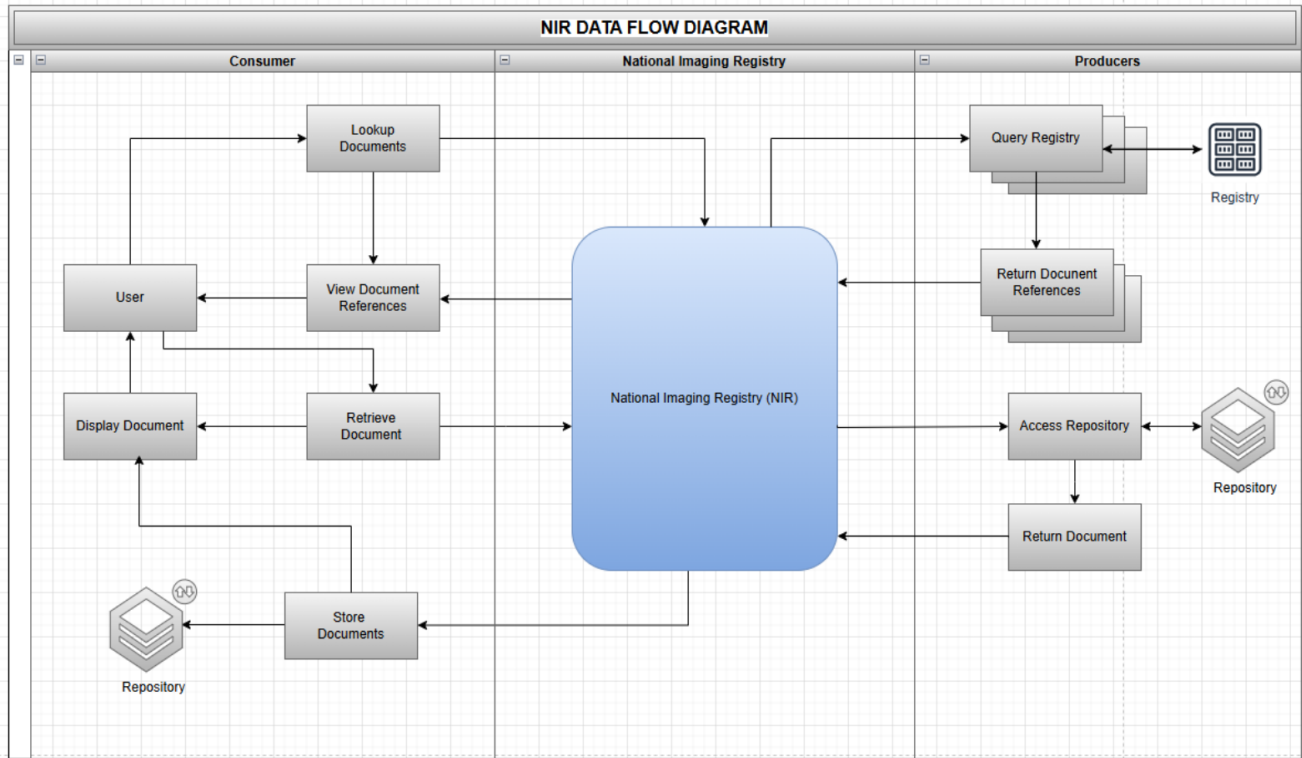 NIR DATA FLOW DIAGRAM
Consumer
National Imaging Registry
Producers
Lookup
Documents
Query Registry
Registry
User
View Document
References
Return Docunent
References
National Imaging Registry (NIR)
Display Document
Retrieve
Document
Access Repository
Repository
Return Document
Store
Documents
Repository